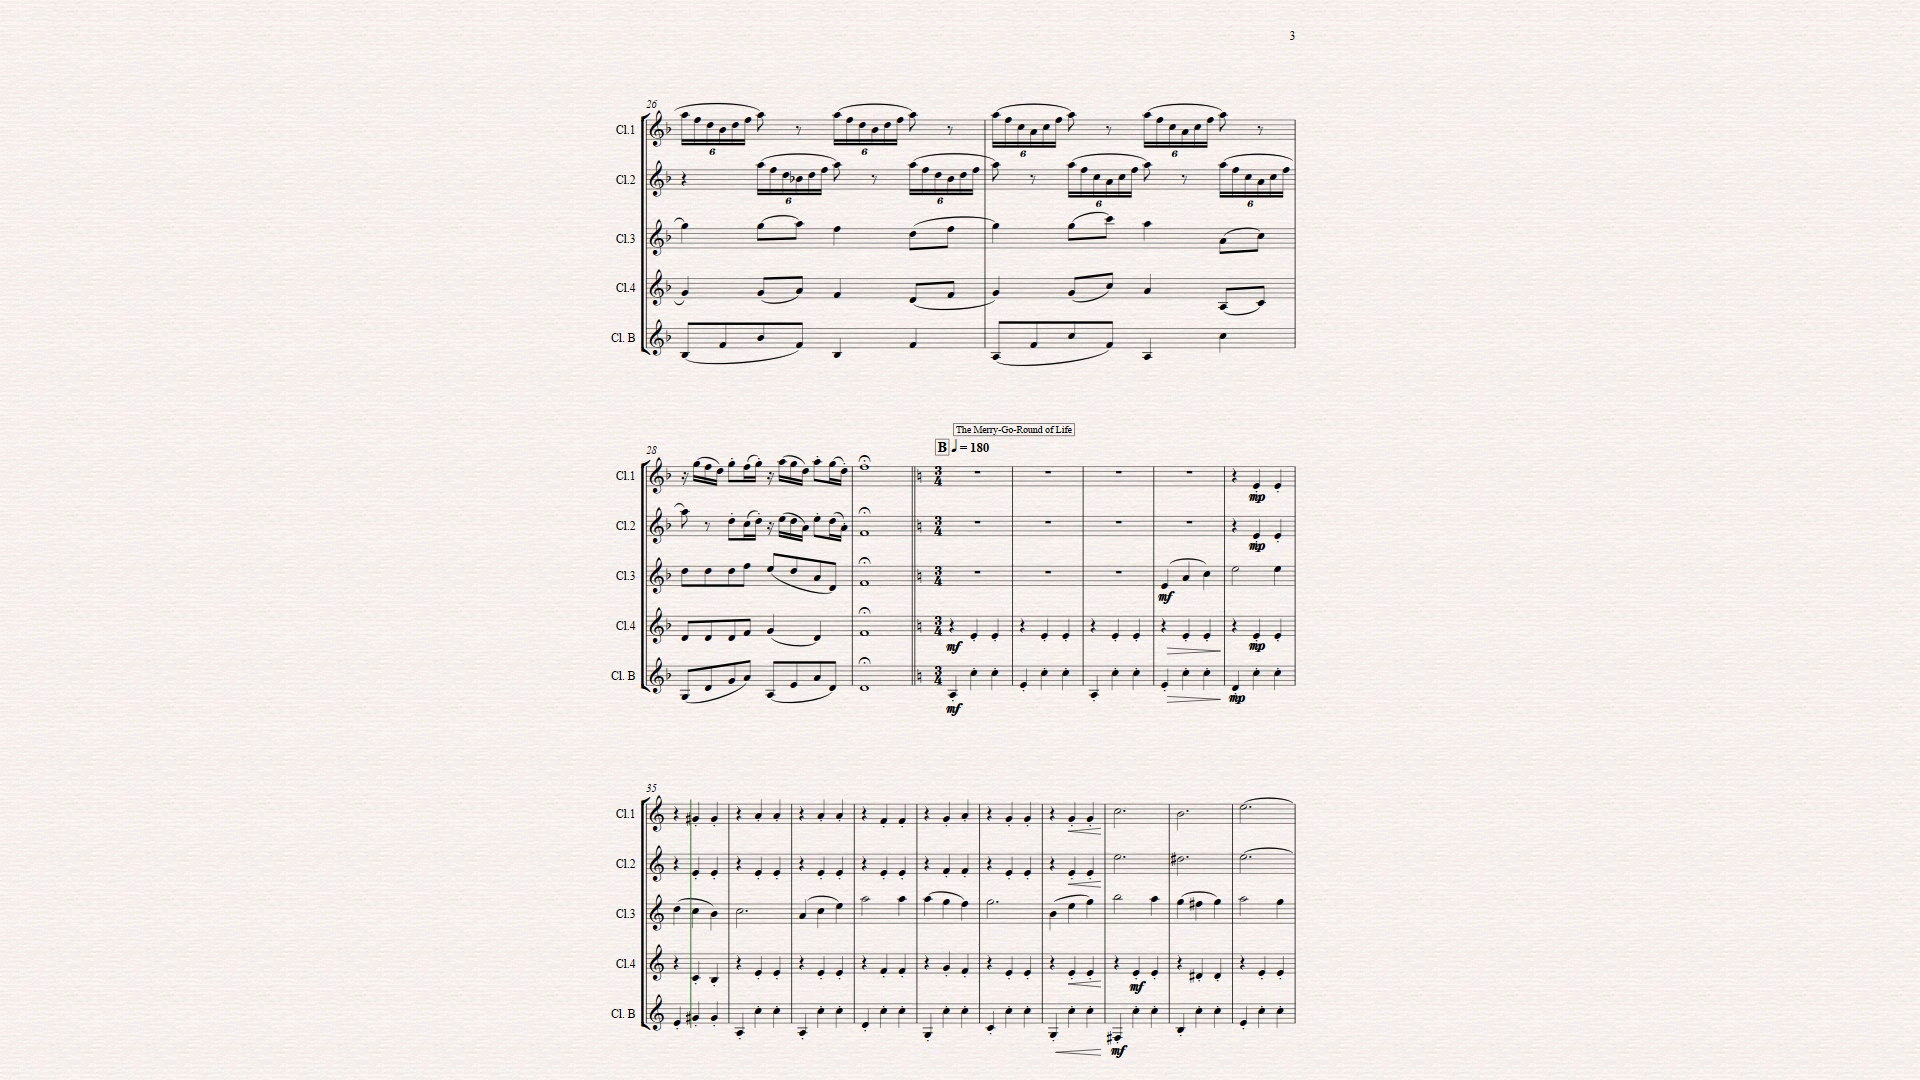 3
26
Cl.1
6 6 6 6
Cl.2
6 6 6 6
Cl.3
Cl.4
Cl. B
The Merry-Go-Round of Life
B ♩ = 180
28
Cl.1 3 4
mp
Cl.2 3 4
mp
Cl.3 3 4
mf
Cl.4 3 4
mf mp
Cl. B 3 4
mf mp
35
Cl.1
Cl.2
Cl.3
Cl.4
mf
Cl. B
mf